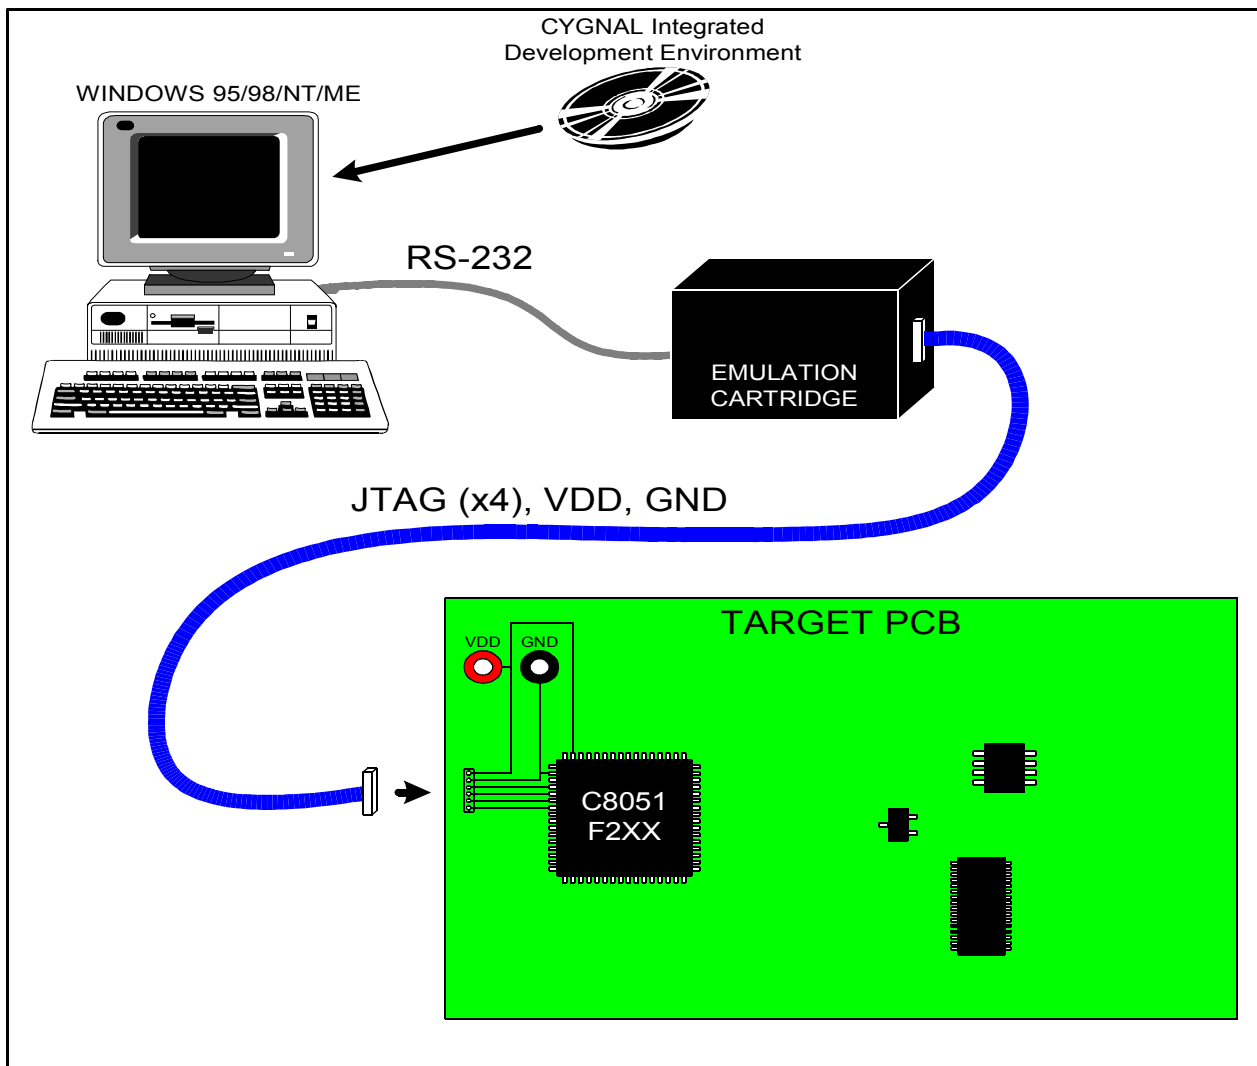 CYGNAL Integrated
Development Environment
WINDOWS 95/98/NT/ME
RS-232
EMULATION
CARTRIDGE
JTAG (x4), VDD, GND
TARGET PCB
VDD
GND
C8051
F2XX